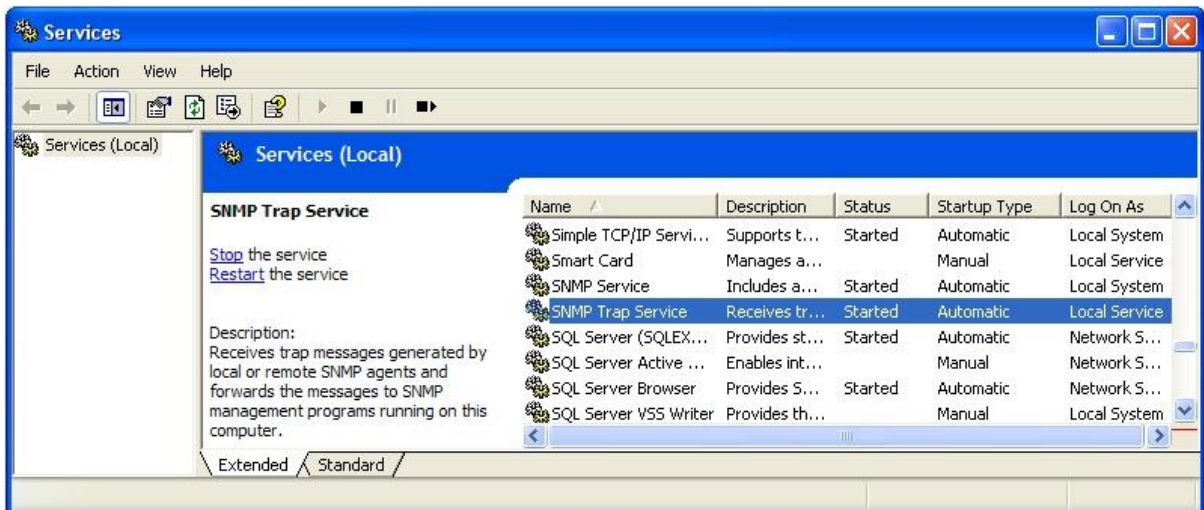 Services
File Action View Help
Services (Local)
Services (Local)
SNMP Trap Service
Stop the service
Restart the service
Description:
Receives trap messages generated by
local or remote SNMP agents and
forwards the messages to SNMP
management programs running on this
computer.
Name Description Status Startup Type Log On As
Simple TCP/IP Servi... Supports t... Started Automatic Local System
Smart Card Manages a... Manual Local Service
SNMP Service Includes a... Started Automatic Local System
SNMP Trap Service Receives tr... Started Automatic Local Service
SQL Server (SQLEX... Provides st... Started Automatic Network S...
SQL Server Active ... Enables int... Manual Network S...
SQL Server Browser Provides S... Started Automatic Network S...
SQL Server VSS Writer Provides th... Manual Local System
Extended Standard